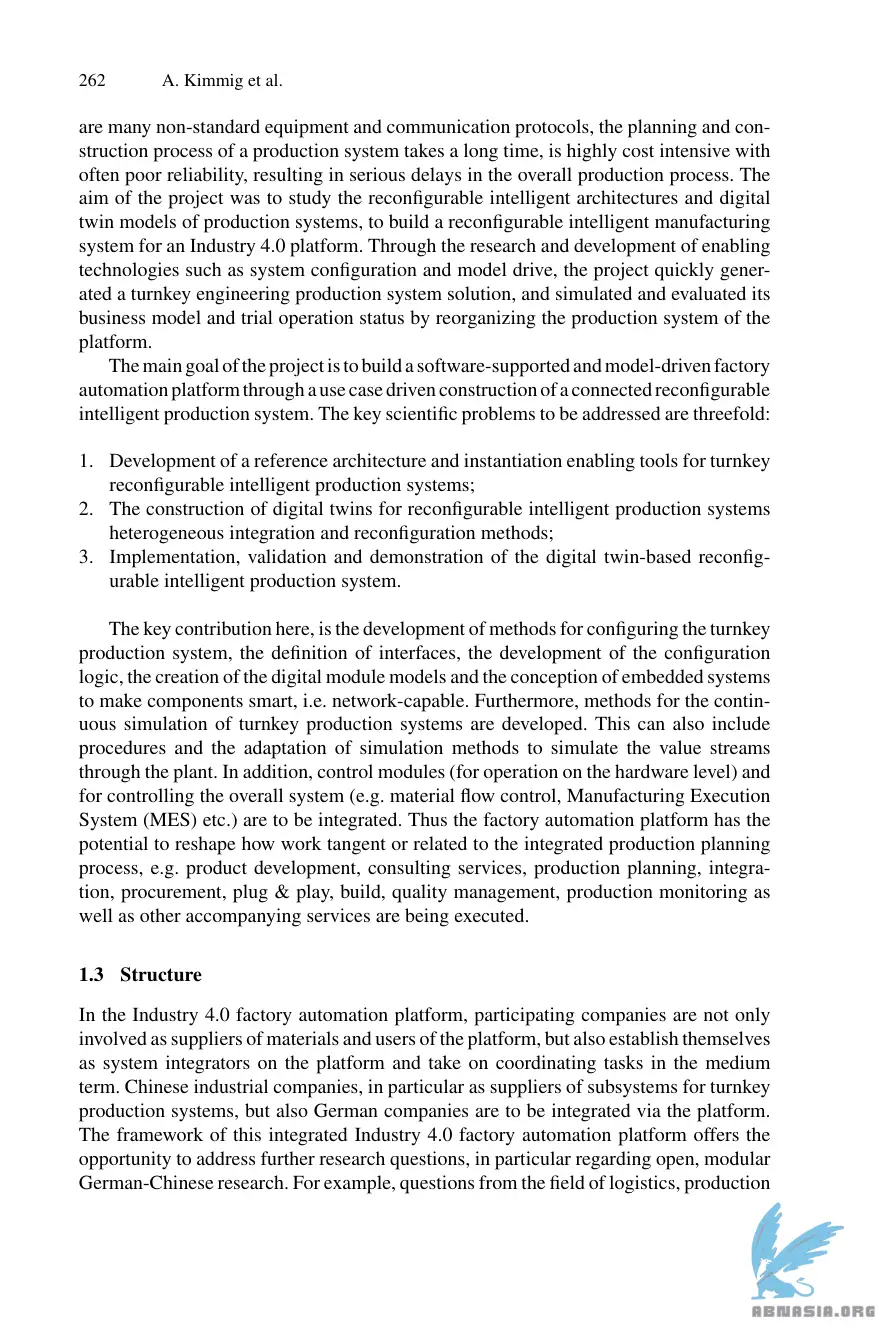 262 A. Kimmig et al.
are many non-standard equipment and communication protocols, the planning and con-
struction process of a production system takes a long time, is highly cost intensive with
often poor reliability, resulting in serious delays in the overall production process. The
aim of the project was to study the reconfigurable intelligent architectures and digital
twin models of production systems, to build a reconfigurable intelligent manufacturing
system for an Industry 4.0 platform. Through the research and development of enabling
technologies such as system configuration and model drive, the project quickly gener-
ated a turnkey engineering production system solution, and simulated and evaluated its
business model and trial operation status by reorganizing the production system of the
platform.
The main goal of the project is to build a software-supported and model-driven factory
automation platform through a use case driven construction of a connected reconfigurable
intelligent production system. The key scientific problems to be addressed are threefold:
1. Development of a reference architecture and instantiation enabling tools for turnkey
reconfigurable intelligent production systems;
2. The construction of digital twins for reconfigurable intelligent production systems
heterogeneous integration and reconfiguration methods;
3. Implementation, validation and demonstration of the digital twin-based reconfig-
urable intelligent production system.
The key contribution here, is the development of methods for configuring the turnkey
production system, the definition of interfaces, the development of the configuration
logic, the creation of the digital module models and the conception of embedded systems
to make components smart, i.e. network-capable. Furthermore, methods for the contin-
uous simulation of turnkey production systems are developed. This can also include
procedures and the adaptation of simulation methods to simulate the value streams
through the plant. In addition, control modules (for operation on the hardware level) and
for controlling the overall system (e.g. material flow control, Manufacturing Execution
System (MES) etc.) are to be integrated. Thus the factory automation platform has the
potential to reshape how work tangent or related to the integrated production planning
process, e.g. product development, consulting services, production planning, integra-
tion, procurement, plug & play, build, quality management, production monitoring as
well as other accompanying services are being executed.
1.3 Structure
In the Industry 4.0 factory automation platform, participating companies are not only
involved as suppliers of materials and users of the platform, but also establish themselves
as system integrators on the platform and take on coordinating tasks in the medium
term. Chinese industrial companies, in particular as suppliers of subsystems for turnkey
production systems, but also German companies are to be integrated via the platform.
The framework of this integrated Industry 4.0 factory automation platform offers the
opportunity to address further research questions, in particular regarding open, modular
German-Chinese research. For example, questions from the field of logistics, production
ABNASIA.ORG